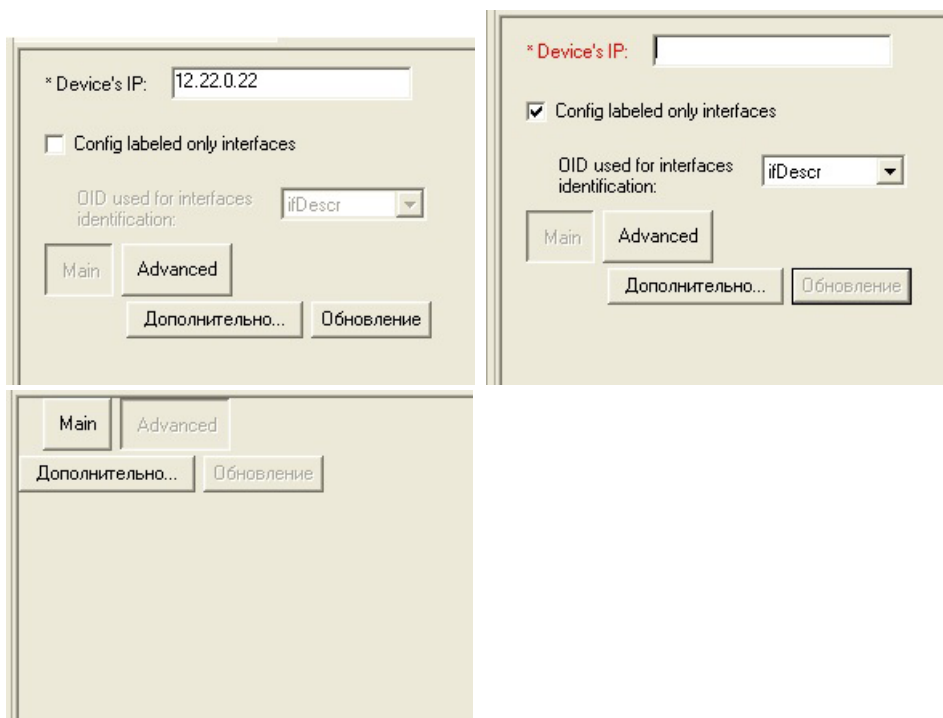 * Device's IP: 12.22.0.22
Config labeled only interfaces
OID used for interfaces
identification:
ifDescr
Main Advanced
Дополнительно... Обновление
* Device's IP:
Config labeled only interfaces
OID used for interfaces
identification:
ifDescr
Main Advanced
Дополнительно... Обновление
Main Advanced
Дополнительно... Обновление